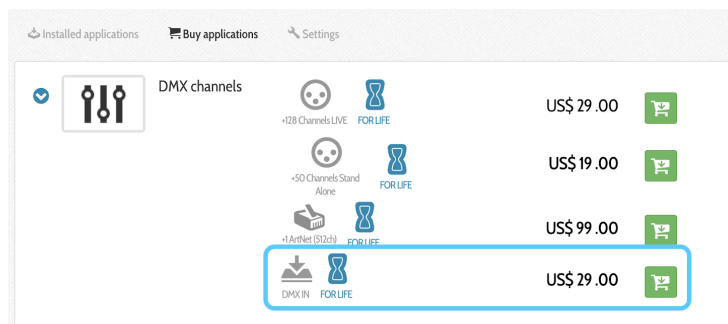 Installed applications
Buy applications
Settings
DMX channels
+128 Channels LIVE
FOR LIFE
US$ 29 .00
+50 Channels Stand
Alone
FOR LIFE
US$ 19 .00
+1 ArtNet (512ch)
FOR LIFE
US$ 99 .00
DMX IN
FOR LIFE
US$ 29 .00